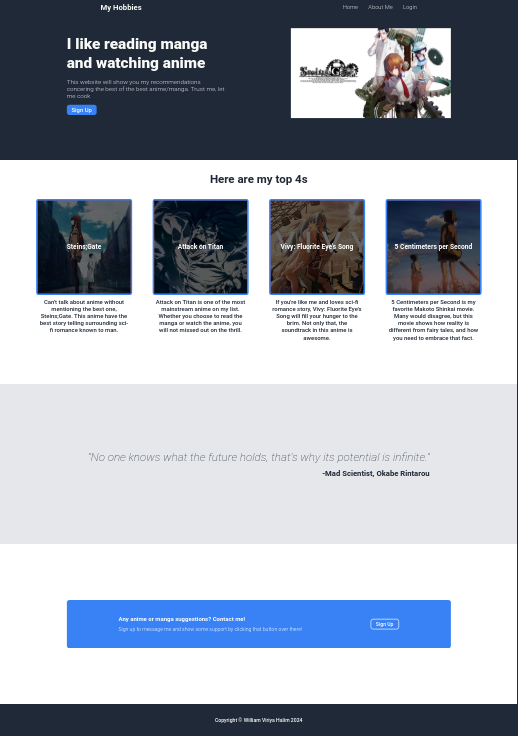 My Hobbies
Home About Me Login
I like reading manga
and watching anime
This website will show you my recommendations
concering the best of the best anime/manga. Trust me, let
me cook.
Sign Up
Here are my top 4s
Steins;Gate
Attack on Titan
Vivy: Fluorite Eye's Song
5 Centimeters per Second
Can't talk about anime without
mentioning the best one,
Steins;Gate. This anime have the
best story telling surrounding sci-
fi romance known to man.
Attack on Titan is one of the most
mainstream anime on my list.
Whether you choose to read the
manga or watch the anime, you
will not missed out on the thrill.
If you're like me and loves sci-fi
romance story, Vivy: Fluorite Eye's
Song will fill your hunger to the
brim. Not only that, the
soundtrack in this anime is
awesome.
5 Centimeters per Second is my
favorite Makoto Shinkai movie.
Many would disagree, but this
movie shows how reality is
different from fairy tales, and how
you need to embrace that fact.
"No one knows what the future holds, that's why its potential is infinite."
-Mad Scientist, Okabe Rintarou
Any anime or manga suggestions? Contact me!
Sign up to message me and show some support by clicking that button over there!
Sign Up
Copyright © William Viriya Halim 2024